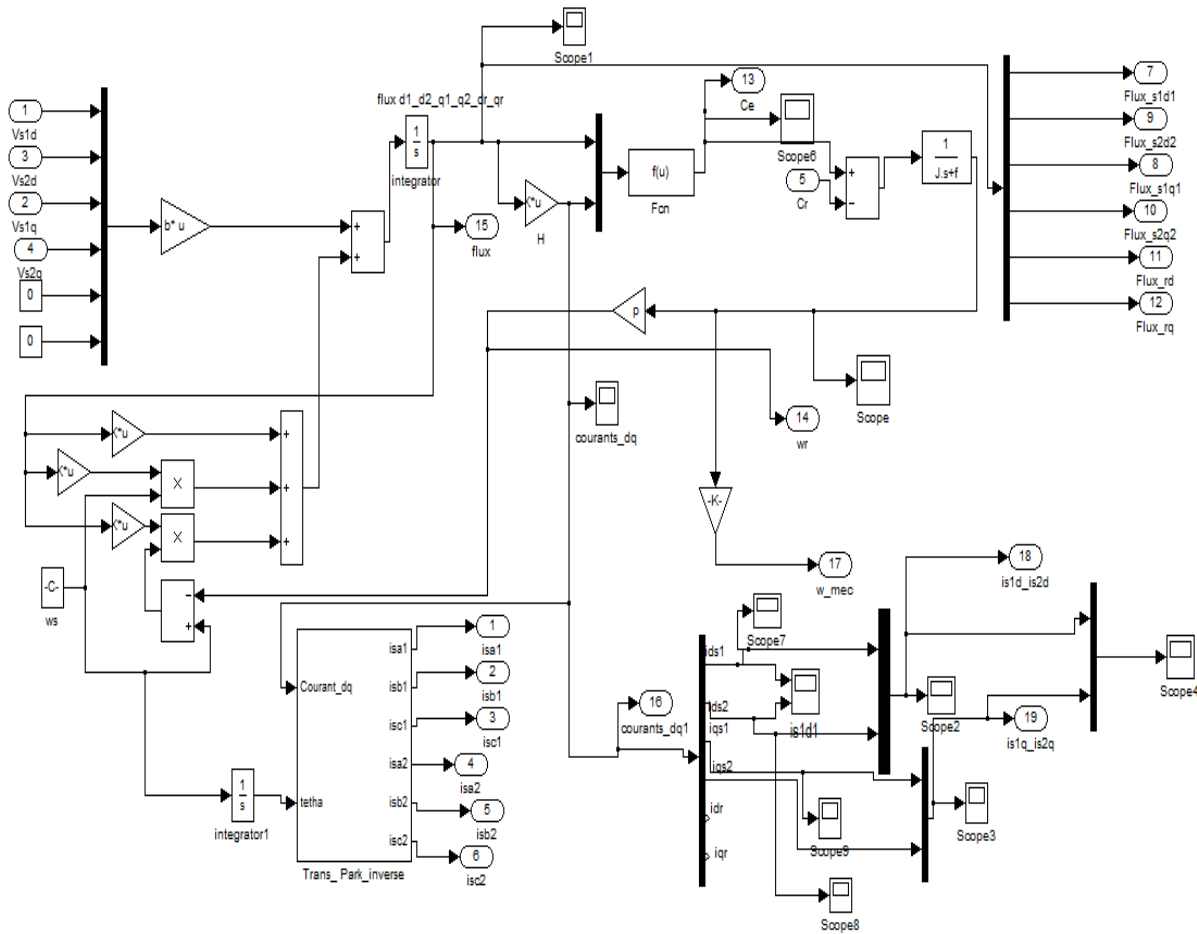 Scope1
flux d1_d2_q1_q2_dr_qr
1
Vs1d
3
Vs2d
2
Vs1q
4
Vs2q
0
0
b* u
+
+
1
s
integrator
15
flux
K*u
H
f(u)
Fcn
13
Ce
Scope6
5
Cr
+
−
1
J.s+f
7
Flux_s1d1
9
Flux_s2d2
8
Flux_s1q1
10
Flux_s2q2
11
Flux_rd
12
Flux_rq
p
Scope
14
wr
courants_dq
K*u
K*u
K*u
X
X
+
+
+
-K-
17
w_mec
-C-
ws
−
+
1
s
integrator1
Courant_dq
tetha
isa1
isb1
isc1
isa2
isb2
isc2
Trans_ Park_inverse
1
isa1
2
isb1
3
isc1
4
isa2
5
isb2
6
isc2
16
courants_dq1
ids1
ids2
iqs1
iqs2
idr
iqr
Scope7
is1d1
Scope9
Scope8
Scope2
Scope3
18
is1d_is2d
19
is1q_is2q
Scope4